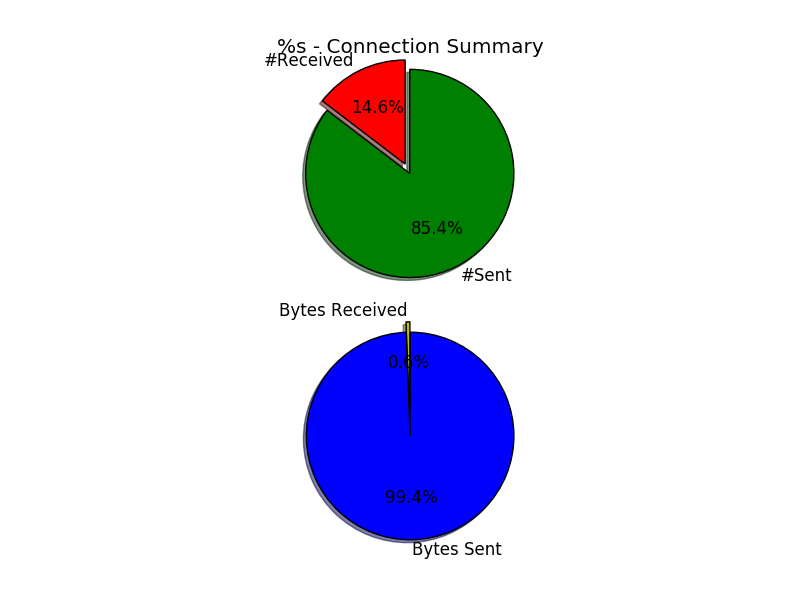 %s - Connection Summary
#Received
14.6%
85.4%
#Sent
Bytes Received
0.6%
99.4%
Bytes Sent